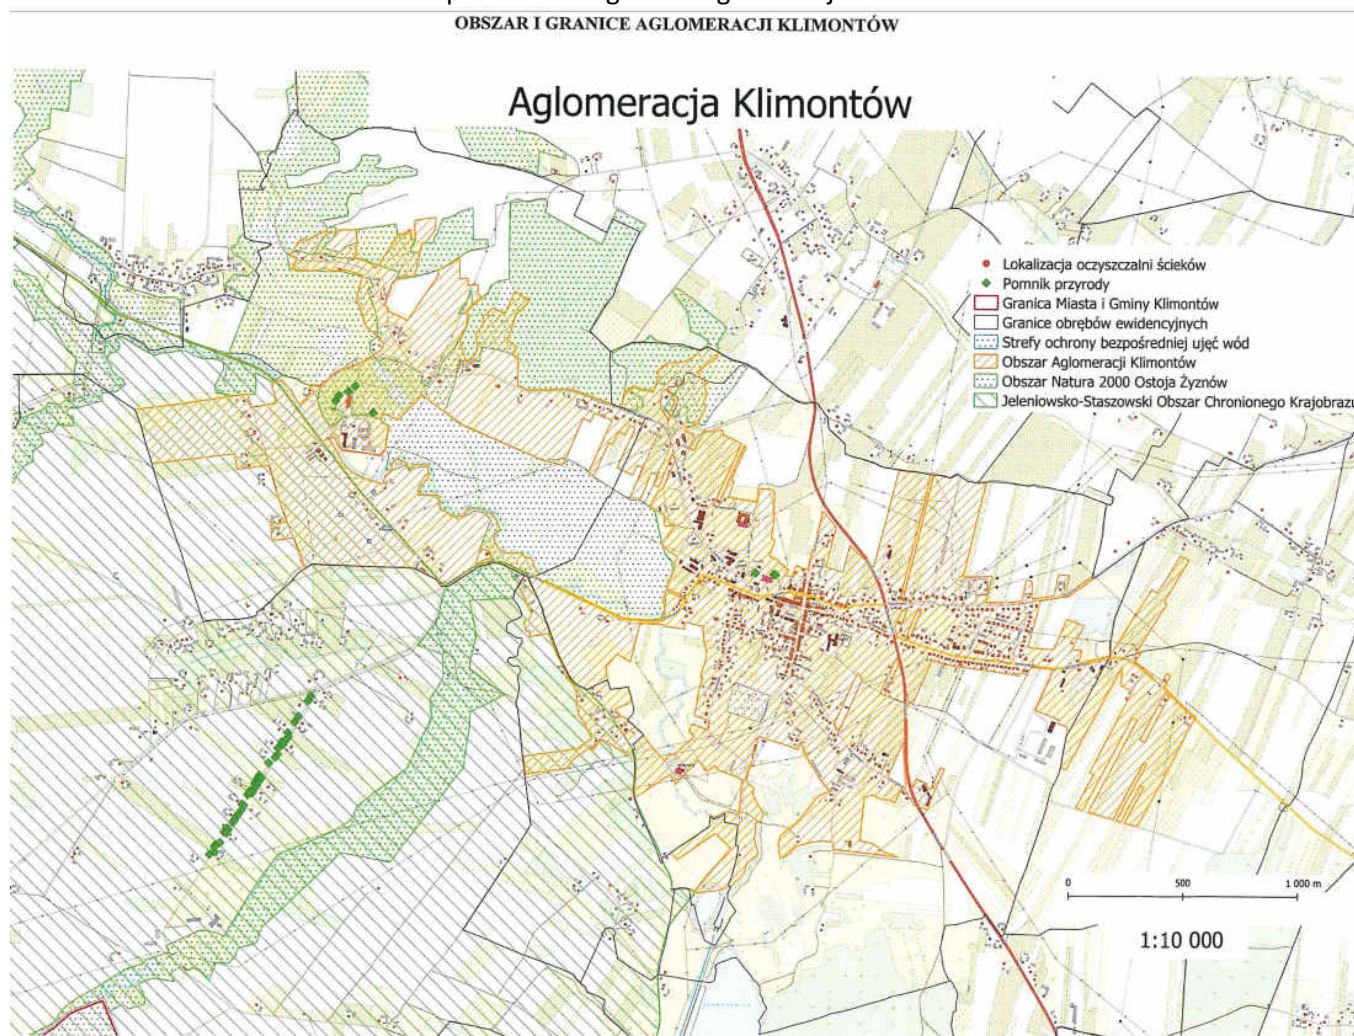 OBSZAR I GRANICE AGLOMERACJI KLIMONTÓW
Aglomeracja Klimontów
Lokalizacja oczyszczalni ścieków
Pomnik przyrody
Granica Miasta i Gminy Klimontów
Granice obrębów ewidencyjnych
Strefy ochrony bezpośredniej ujęć wód
Obszar Aglomeracji Klimontów
Obszar Natura 2000 Ostoja Żyznów
Jeleniowsko-Staszowski Obszar Chronionego Krajobrazu
0 500 1 000 m
1:10 000